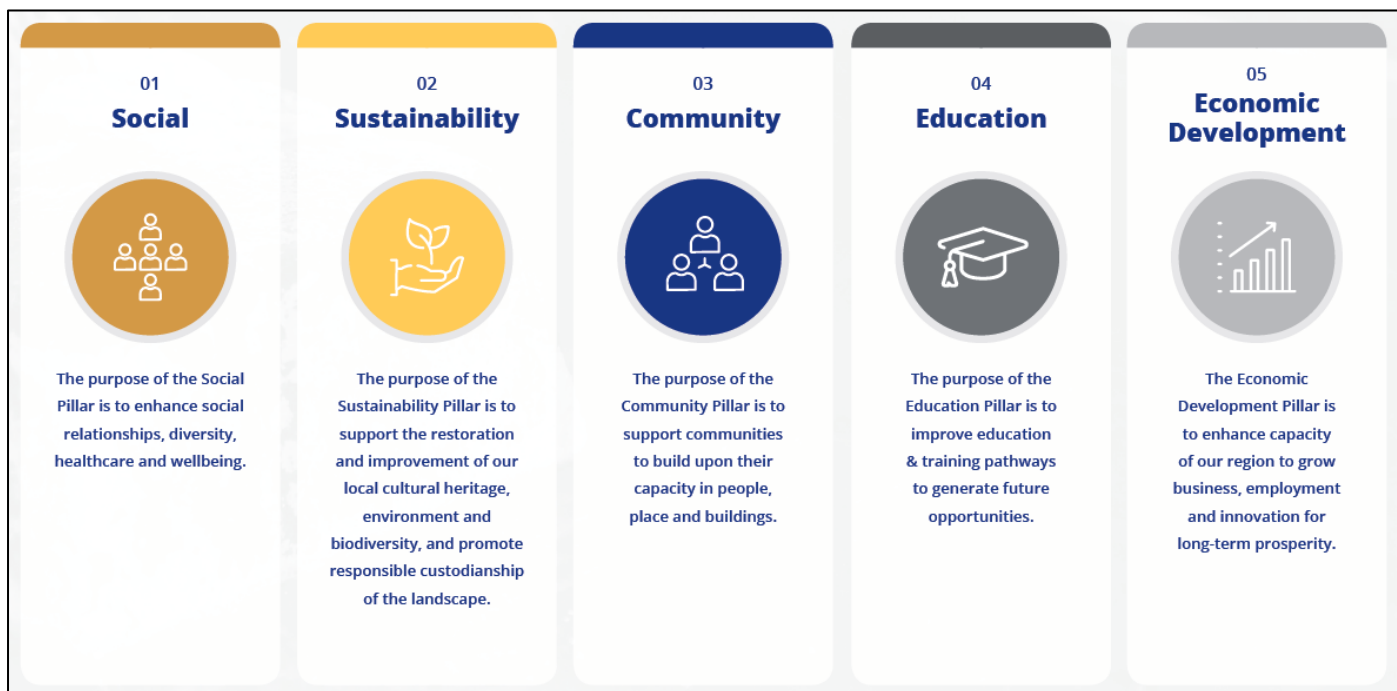 01
Social
The purpose of the Social
Pillar is to enhance social
relationships, diversity,
healthcare and wellbeing.
02
Sustainability
The purpose of the
Sustainability Pillar is to
support the restoration
and improvement of our
local cultural heritage,
environment and
biodiversity, and promote
responsible custodianship
of the landscape.
03
Community
The purpose of the
Community Pillar is to
support communities
to build upon their
capacity in people,
place and buildings.
04
Education
The purpose of the
Education Pillar is to
improve education
& training pathways
to generate future
opportunities.
05
Economic
Development
The Economic
Development Pillar is
to enhance capacity
of our region to grow
business, employment
and innovation for
long-term prosperity.